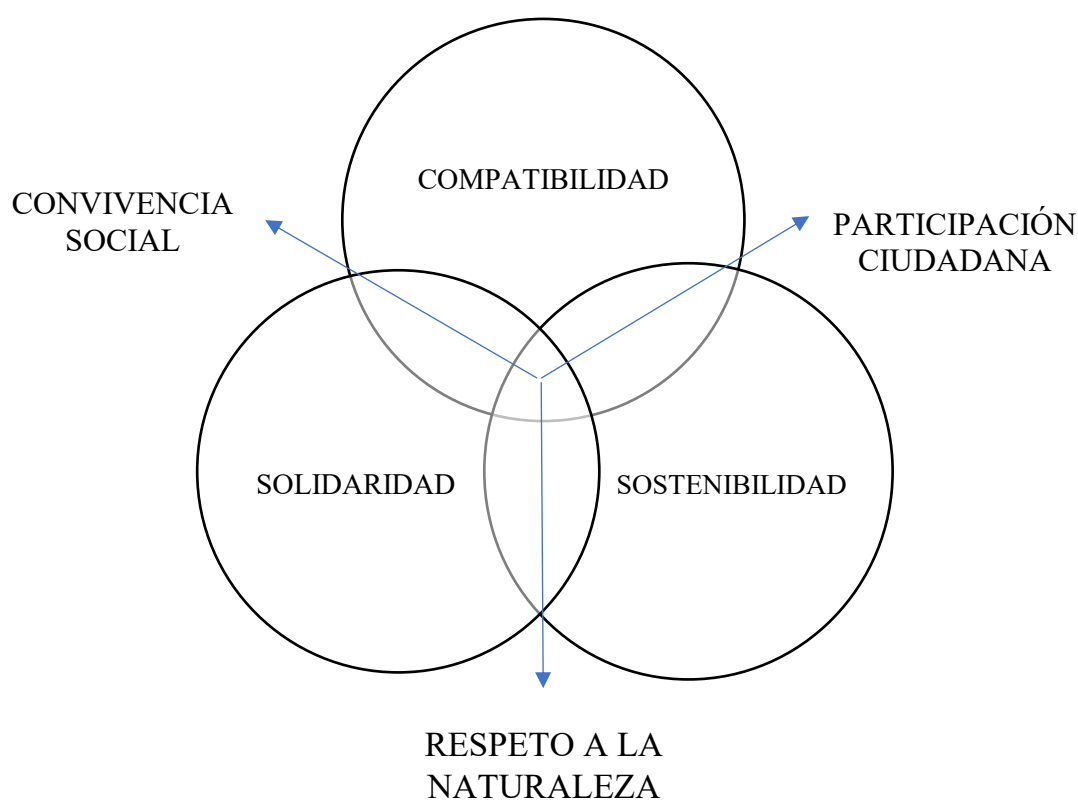 COMPATIBILIDAD
CONVIVENCIA
SOCIAL
PARTICIPACIÓN
CIUDADANA
SOLIDARIDAD
SOSTENIBILIDAD
RESPETO A LA
NATURALEZA